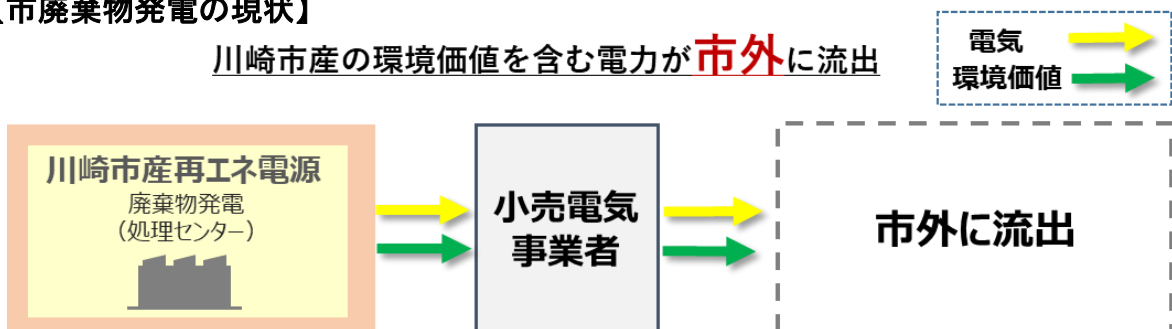 【市廃棄物発電の現状】
川崎市産の環境価値を含む電力が市外に流出
電気
環境価値
川崎市産再エネ電源
廃棄物発電
（処理センター）
小売電気
事業者
市外に流出